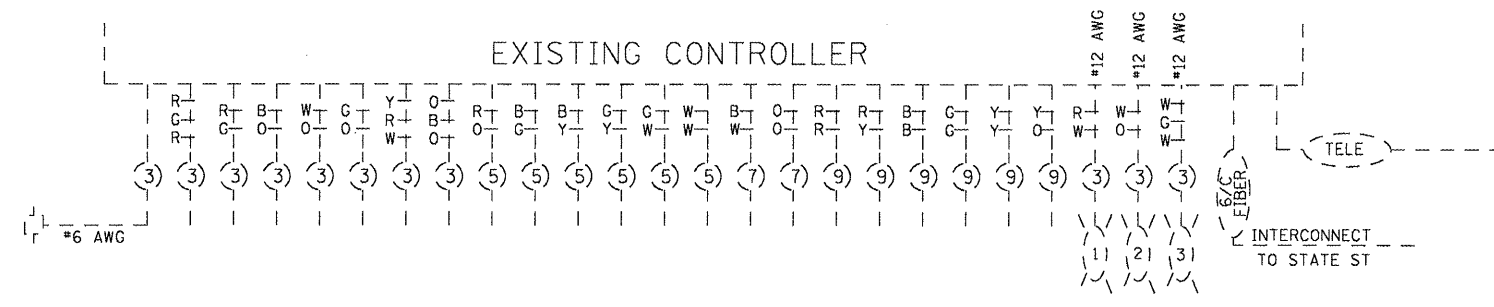 EXISTING CONTROLLER
#12 AWG
#12 AWG
#12 AWG
R G R
R G
B O
W O
G O
Y R W
O B O
R O
B G
B Y
G Y
G W
W W
B W
O O
R R
R Y
B B
G G
Y Y
Y O
R W
W O
W G W
TELE
3 3 3 3 3 3 3 3 5 5 5 5 5 5 7 7 9 9 9 9 9 9 3 3 3
6/C
FIBER
#6 AWG
1 2 3
INTERCONNECT
TO STATE ST